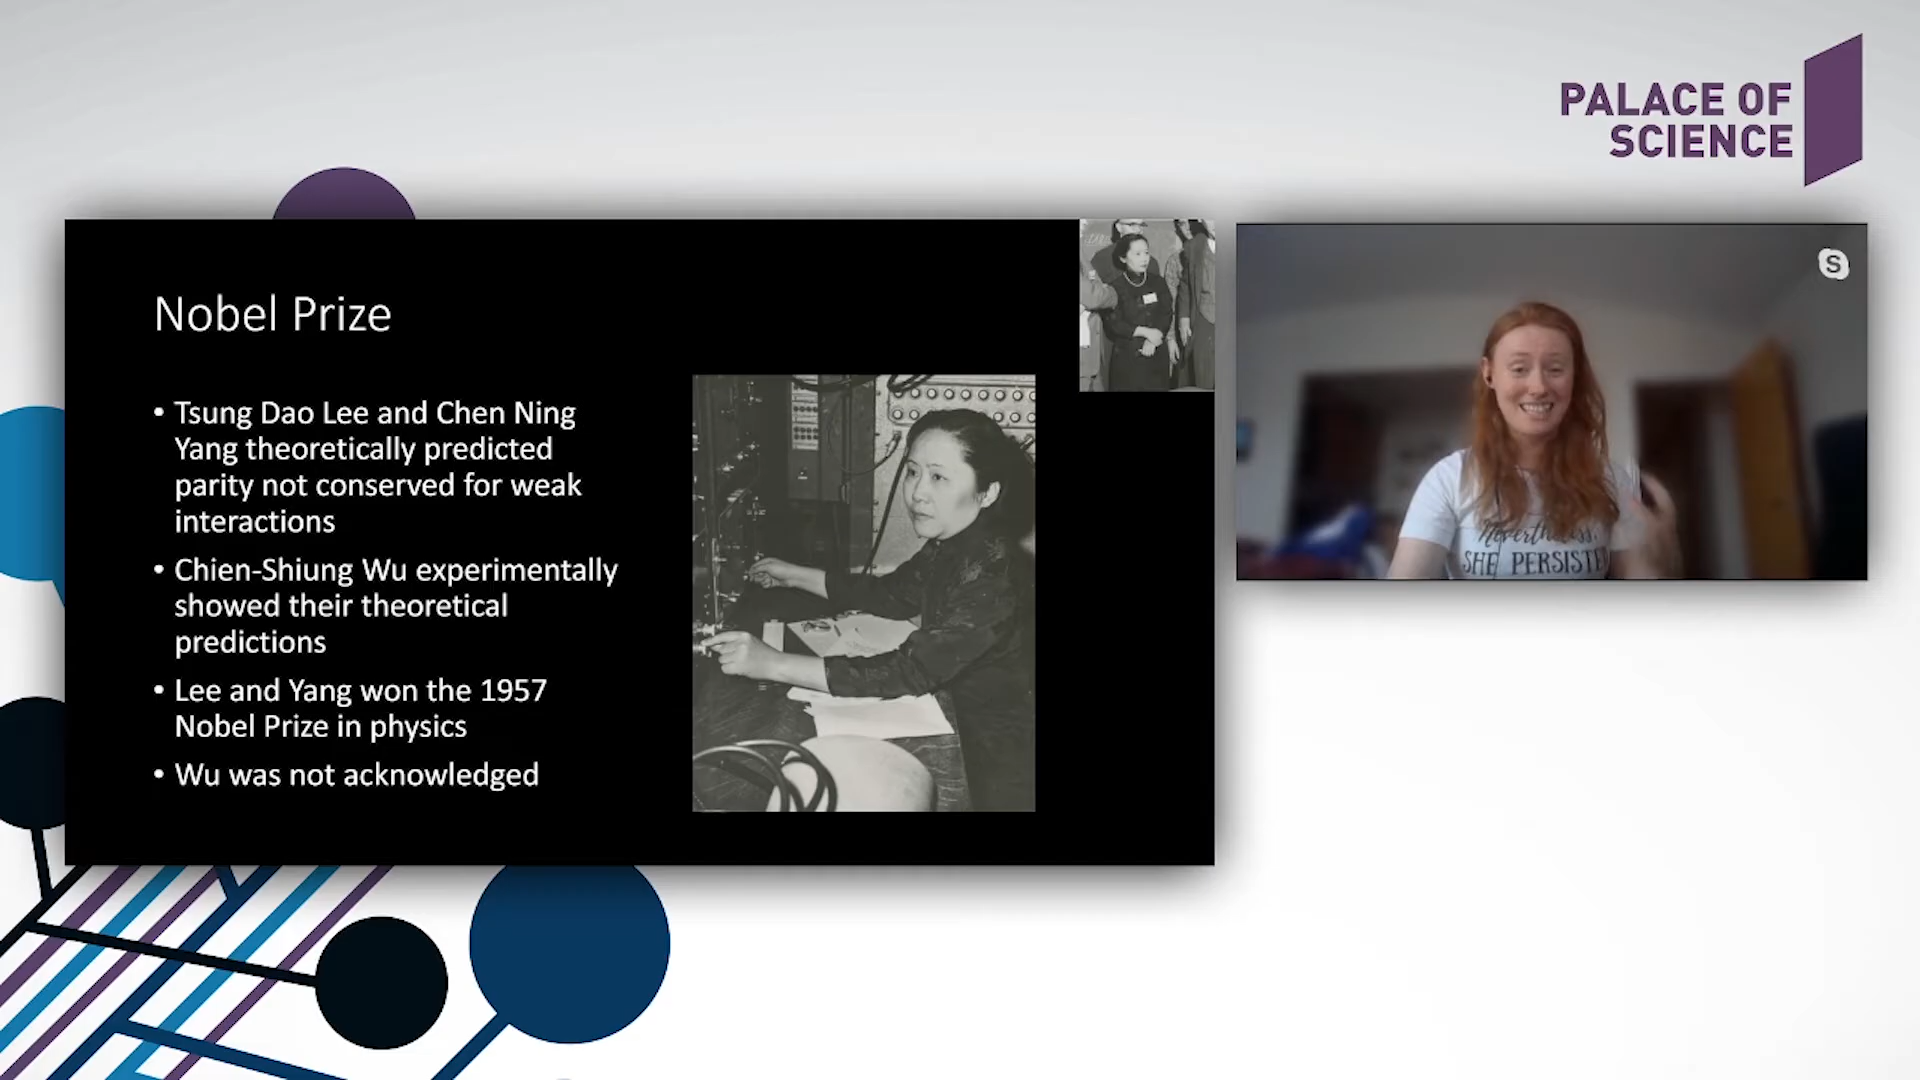 PALACE OF
SCIENCE
Nobel Prize
• Tsung Dao Lee and Chen Ning
Yang theoretically predicted
parity not conserved for weak
interactions
• Chien-Shiung Wu experimentally
showed their theoretical
predictions
• Lee and Yang won the 1957
Nobel Prize in physics
• Wu was not acknowledged
S
Nevertheless,
SHE PERSISTE